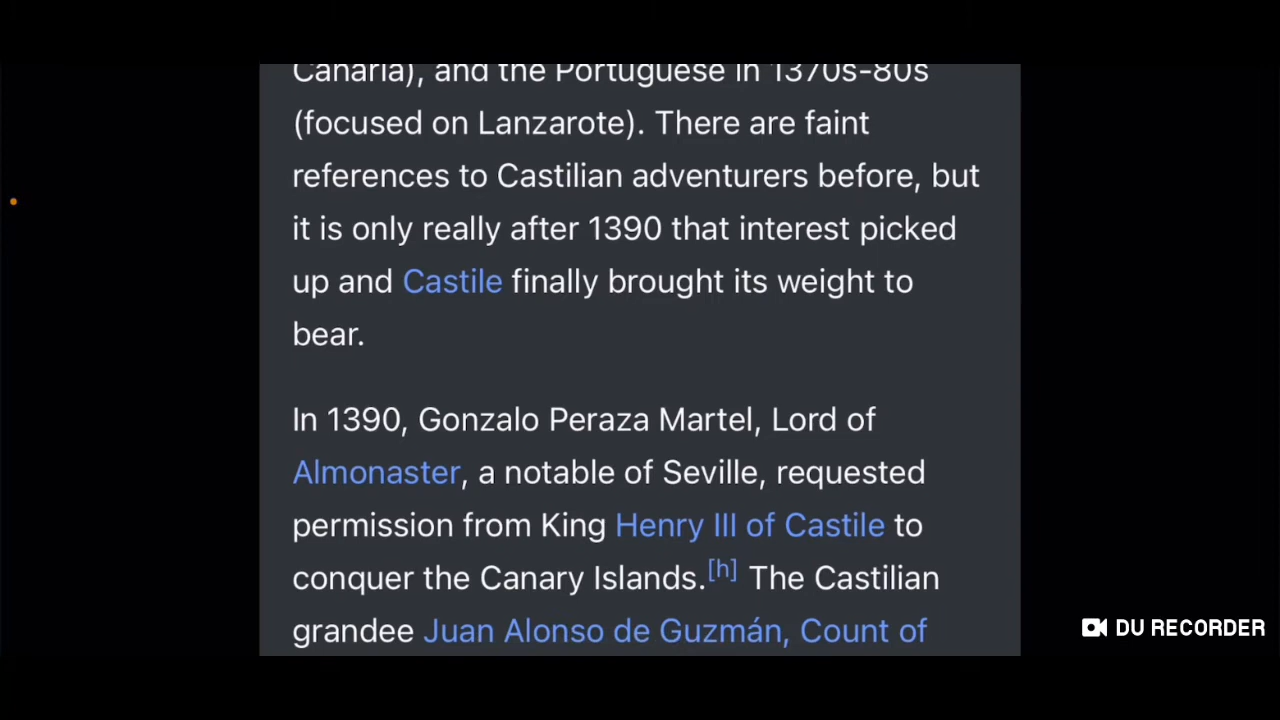 Canaria), and the Portuguese in 1370s-80s
(focused on Lanzarote). There are faint
references to Castilian adventurers before, but
it is only really after 1390 that interest picked
up and Castile finally brought its weight to
bear.
In 1390, Gonzalo Peraza Martel, Lord of
Almonaster, a notable of Seville, requested
permission from King Henry III of Castile to
conquer the Canary Islands.[h] The Castilian
grandee Juan Alonso de Guzmán, Count of
DU RECORDER